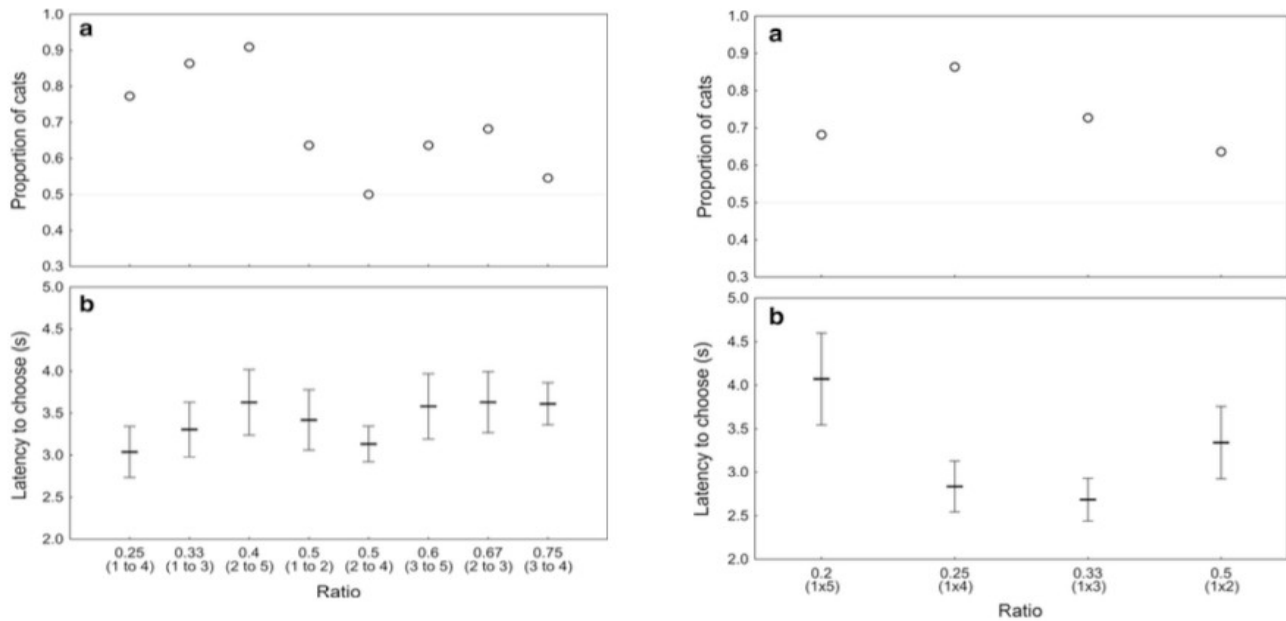 a
Proportion of cats
1.0
0.9
0.8
0.7
0.6
0.5
0.4
0.3
b
Latency to choose (s)
5.0
4.5
4.0
3.5
3.0
2.5
2.0
0.25 0.33 0.4 0.5 0.5 0.6 0.67 0.75
(1 to 4) (1 to 3) (2 to 5) (1 to 2) (2 to 4) (3 to 5) (2 to 3) (3 to 4)
Ratio
a
Proportion of cats
1.0
0.9
0.8
0.7
0.6
0.5
0.4
0.3
b
Latency to choose (s)
5.0
4.5
4.0
3.5
3.0
2.5
2.0
0.2 0.25 0.33 0.5
(1x5) (1x4) (1x3) (1x2)
Ratio